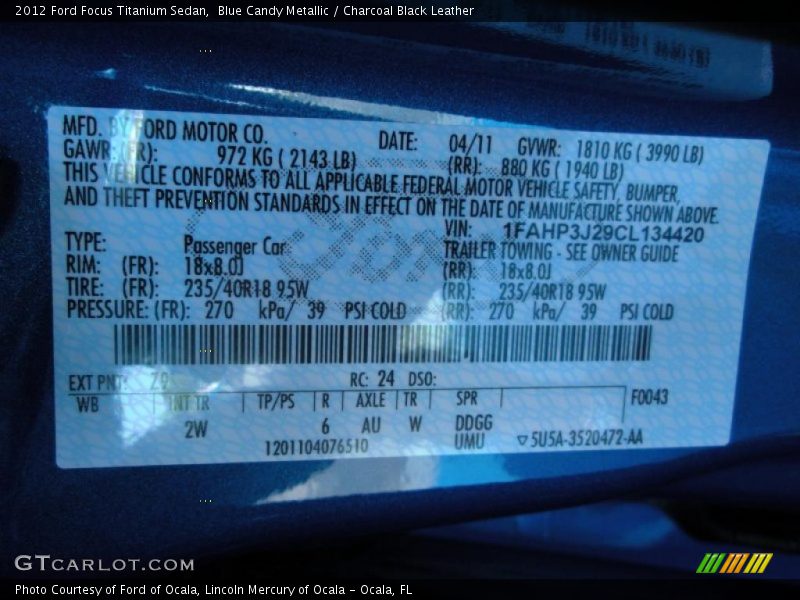 2012 Ford Focus Titanium Sedan,  Blue Candy Metallic / Charcoal Black Leather
MFD. BY FORD MOTOR CO.
DATE: 04/11 GVWR: 1810 KG ( 3990 LB)
GAWR: (FR): 972 KG ( 2143 LB) (RR): 880 KG ( 1940 LB)
THIS VEHICLE CONFORMS TO ALL APPLICABLE FEDERAL MOTOR VEHICLE SAFETY, BUMPER,
AND THEFT PREVENTION STANDARDS IN EFFECT ON THE DATE OF MANUFACTURE SHOWN ABOVE.
VIN: 1FAHP3J29CL134420
TYPE: Passenger Car TRAILER TOWING - SEE OWNER GUIDE
RIM: (FR): 18x8.0J (RR): 18x8.0J
TIRE: (FR): 235/40R18 95W (RR): 235/40R18 95W
PRESSURE: (FR): 270 kPa/ 39 PSI COLD (RR): 270 kPa/ 39 PSI COLD
EXT PNT: RC: 24 DSO:
WB INT TR TP/PS R AXLE TR SPR F0043
2W 6 AU W DDGG
1201104076510 UMU ▽5U5A-3520472-AA
GTCARLOT.COM
Photo Courtesy of Ford of Ocala, Lincoln Mercury of Ocala - Ocala, FL